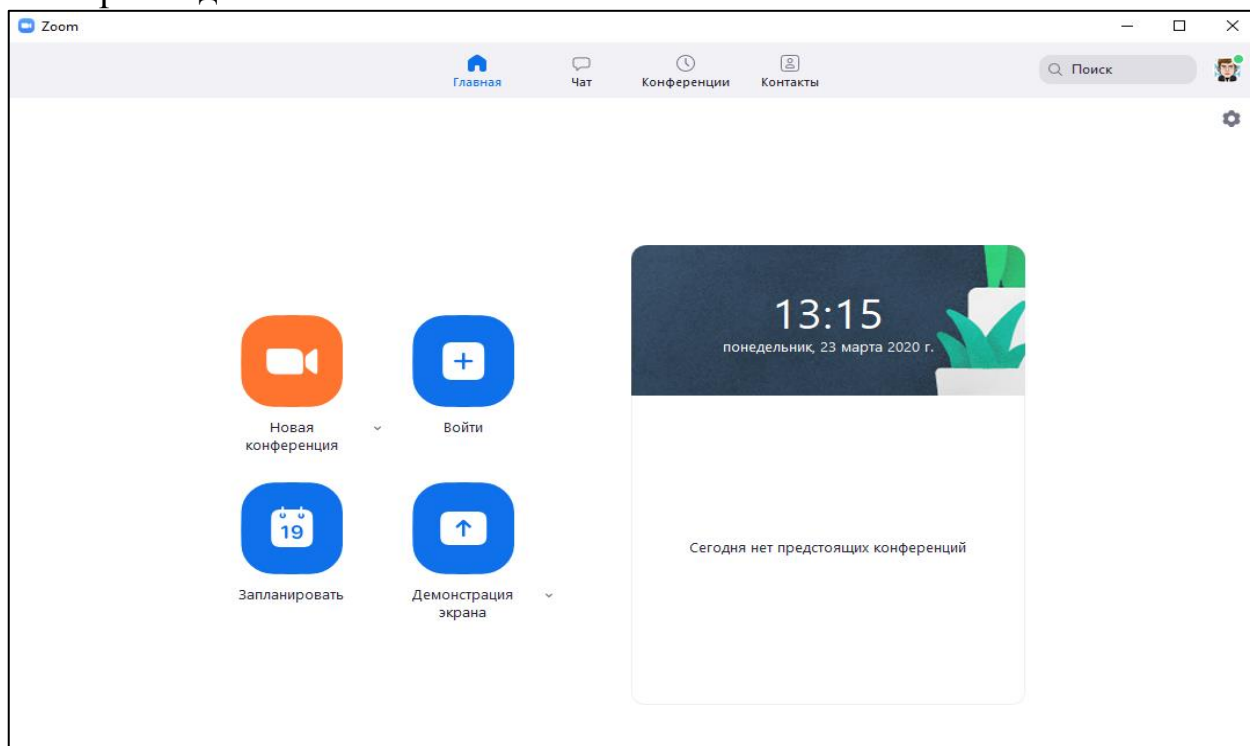 Zoom
Главная
Чат
Конференции
Контакты
Поиск
13:15
понедельник, 23 марта 2020 г.
Новая
конференция
Войти
19
Запланировать
Демонстрация
экрана
Сегодня нет предстоящих конференций